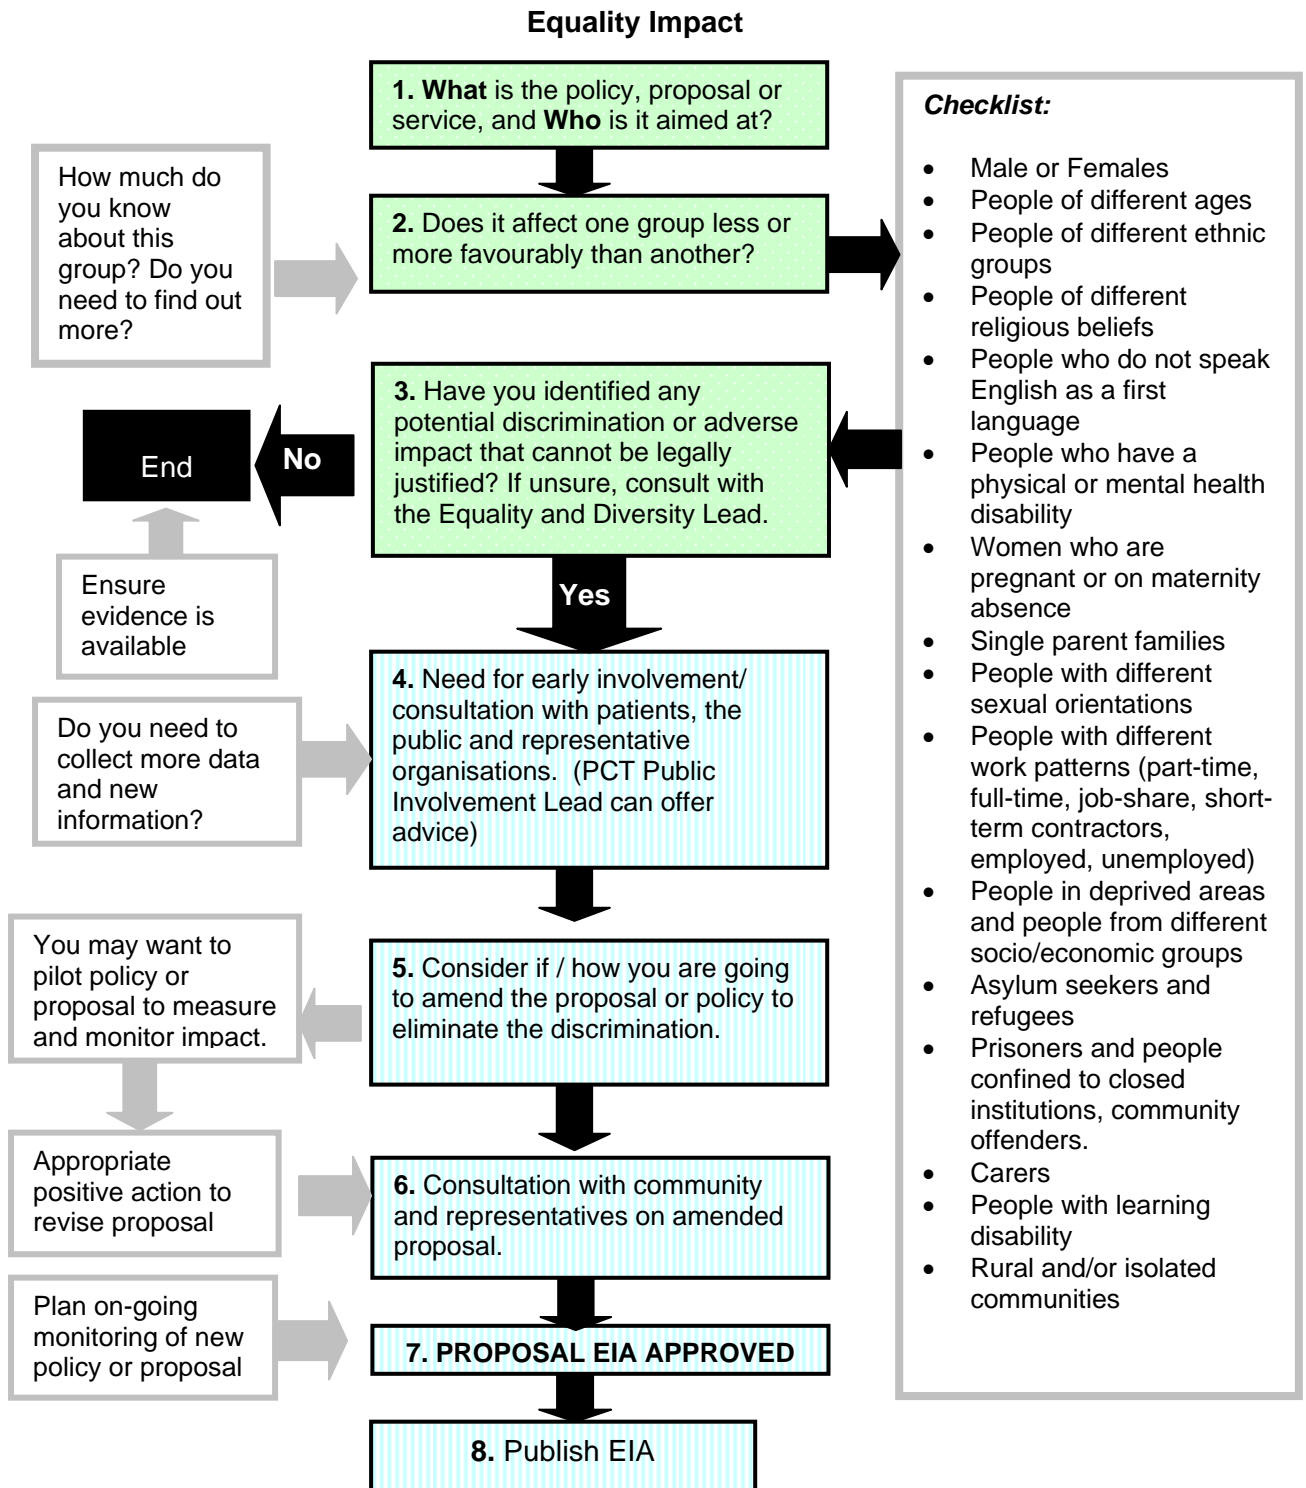 Equality Impact
1. What is the policy, proposal or
service, and Who is it aimed at?
How much do
you know
about this
group? Do you
need to find out
more?
2. Does it affect one group less or
more favourably than another?
Checklist:
• Male or Females
• People of different ages
• People of different ethnic
groups
• People of different
religious beliefs
• People who do not speak
English as a first
language
• People who have a
physical or mental health
disability
• Women who are
pregnant or on maternity
absence
• Single parent families
• People with different
sexual orientations
• People with different
work patterns (part-time,
full-time, job-share, short-
term contractors,
employed, unemployed)
• People in deprived areas
and people from different
socio/economic groups
• Asylum seekers and
refugees
• Prisoners and people
confined to closed
institutions, community
offenders.
• Carers
• People with learning
disability
• Rural and/or isolated
communities
3. Have you identified any
potential discrimination or adverse
impact that cannot be legally
justified? If unsure, consult with
the Equality and Diversity Lead.
No
End
Ensure
evidence is
available
Yes
4. Need for early involvement/
consultation with patients, the
public and representative
organisations. (PCT Public
Involvement Lead can offer
advice)
Do you need to
collect more data
and new
information?
5. Consider if / how you are going
to amend the proposal or policy to
eliminate the discrimination.
You may want to
pilot policy or
proposal to measure
and monitor impact.
Appropriate
positive action to
revise proposal
6. Consultation with community
and representatives on amended
proposal.
Plan on-going
monitoring of new
policy or proposal
7. PROPOSAL EIA APPROVED
8. Publish EIA